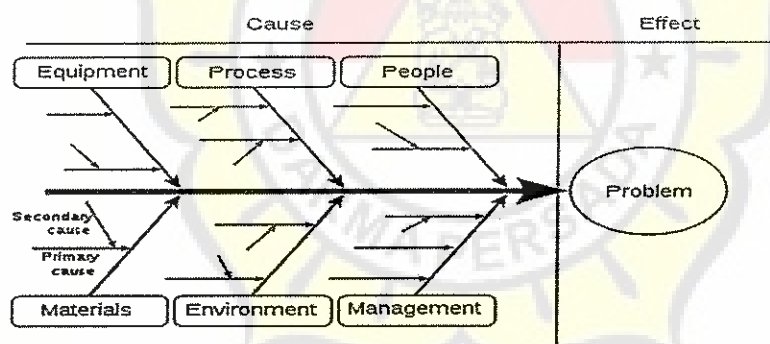 Cause
Effect
Equipment
Process
People
Problem
Secondary
cause
Primary
cause
Materials
Environment
Management